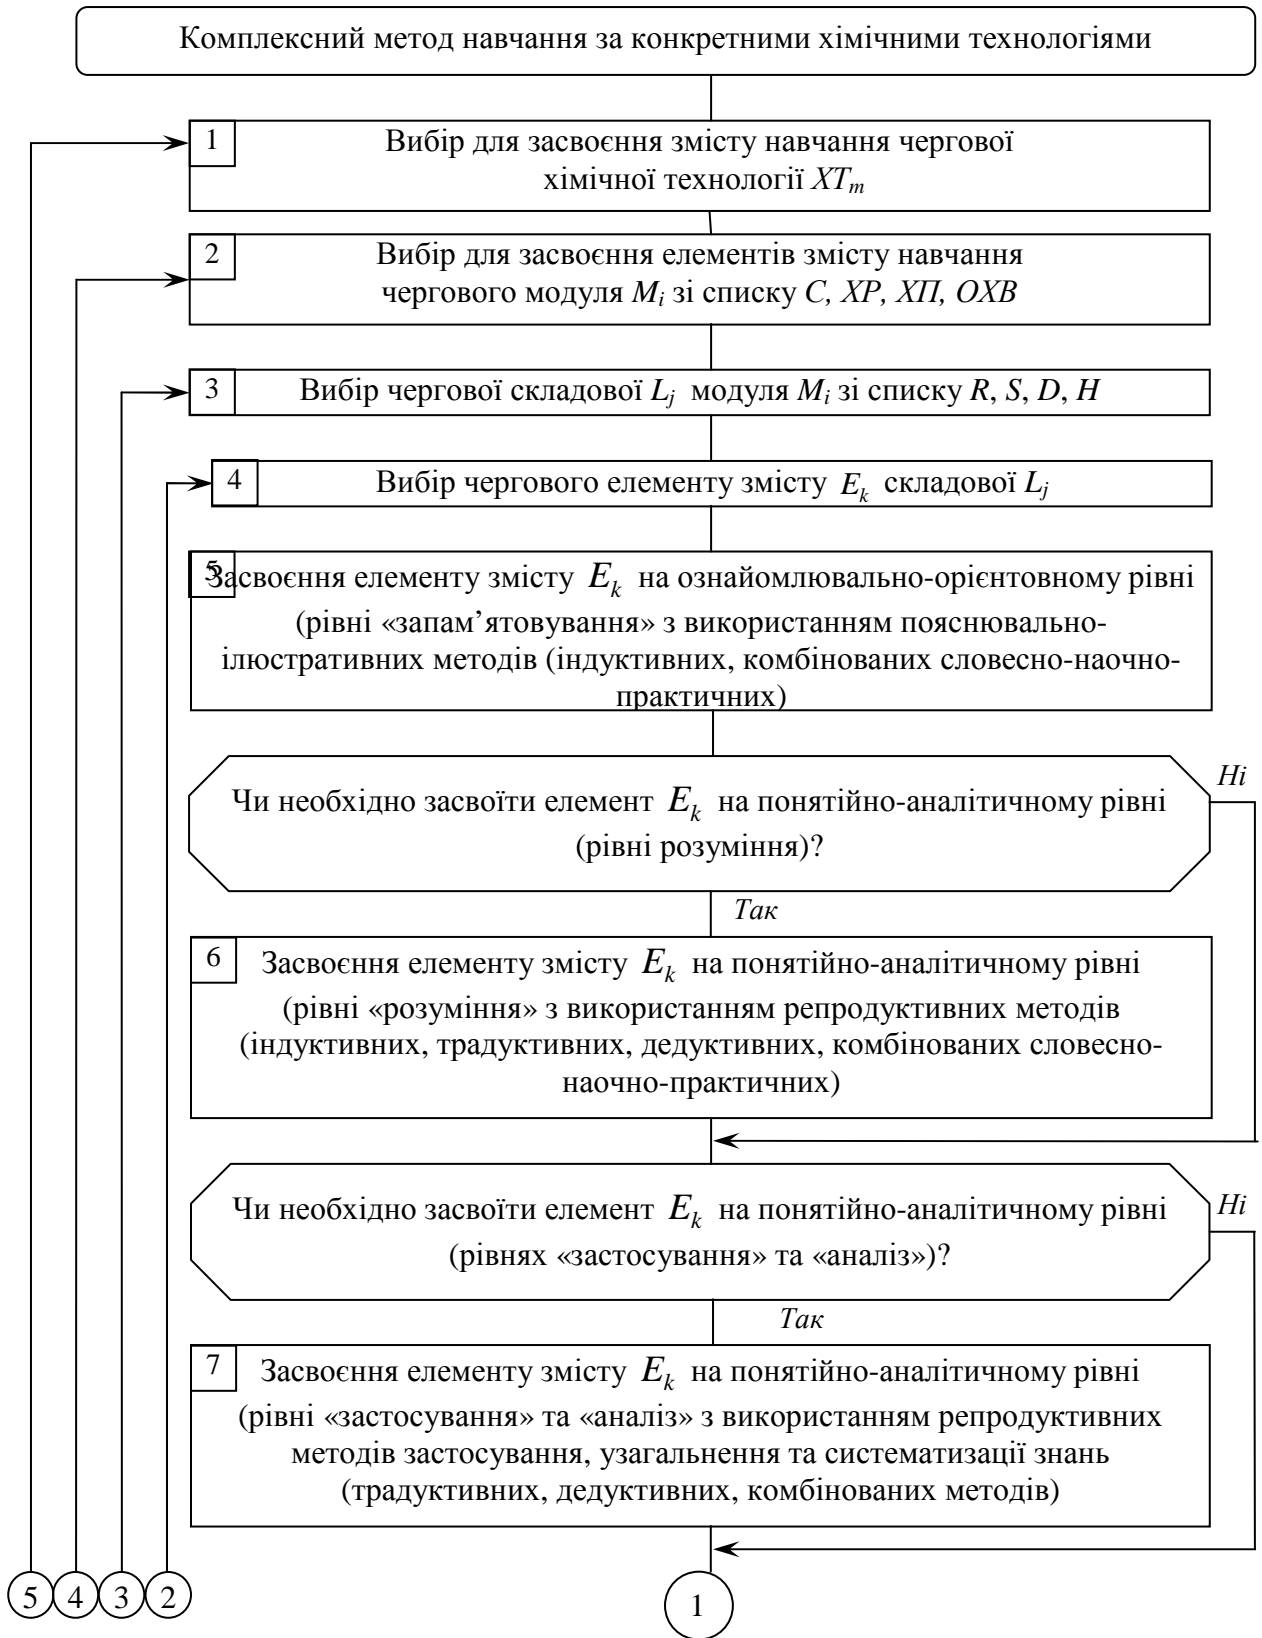 Комплексний метод навчання за конкретними хімічними технологіями
1
Вибір для засвоєння змісту навчання чергової
хімічної технології ХТm
2
Вибір для засвоєння елементів змісту навчання
чергового модуля Mi зі списку С, ХР, ХП, ОХВ
3
Вибір чергової складової Lj модуля Mi зі списку R, S, D, H
4
Вибір чергового елементу змісту Ek складової Lj
5
Засвоєння елементу змісту Ek на ознайомлювально-орієнтовному рівні
(рівні «запам’ятовування» з використанням пояснювально-
ілюстративних методів (індуктивних, комбінованих словесно-наочно-
практичних)
Чи необхідно засвоїти елемент Ek на понятійно-аналітичному рівні
(рівні розуміння)?
Ні
Так
6
Засвоєння елементу змісту Ek на понятійно-аналітичному рівні
(рівні «розуміння» з використанням репродуктивних методів
(індуктивних, традуктивних, дедуктивних, комбінованих словесно-
наочно-практичних)
Чи необхідно засвоїти елемент Ek на понятійно-аналітичному рівні
(рівнях «застосування» та «аналіз»)?
Ні
Так
7
Засвоєння елементу змісту Ek на понятійно-аналітичному рівні
(рівні «застосування» та «аналіз» з використанням репродуктивних
методів застосування, узагальнення та систематизації знань
(традуктивних, дедуктивних, комбінованих методів)
5 4 3 2
1